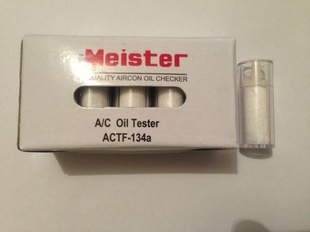 Meister
QUALITY AIRCON OIL CHECKER
A/C Oil Tester
ACTF-134a